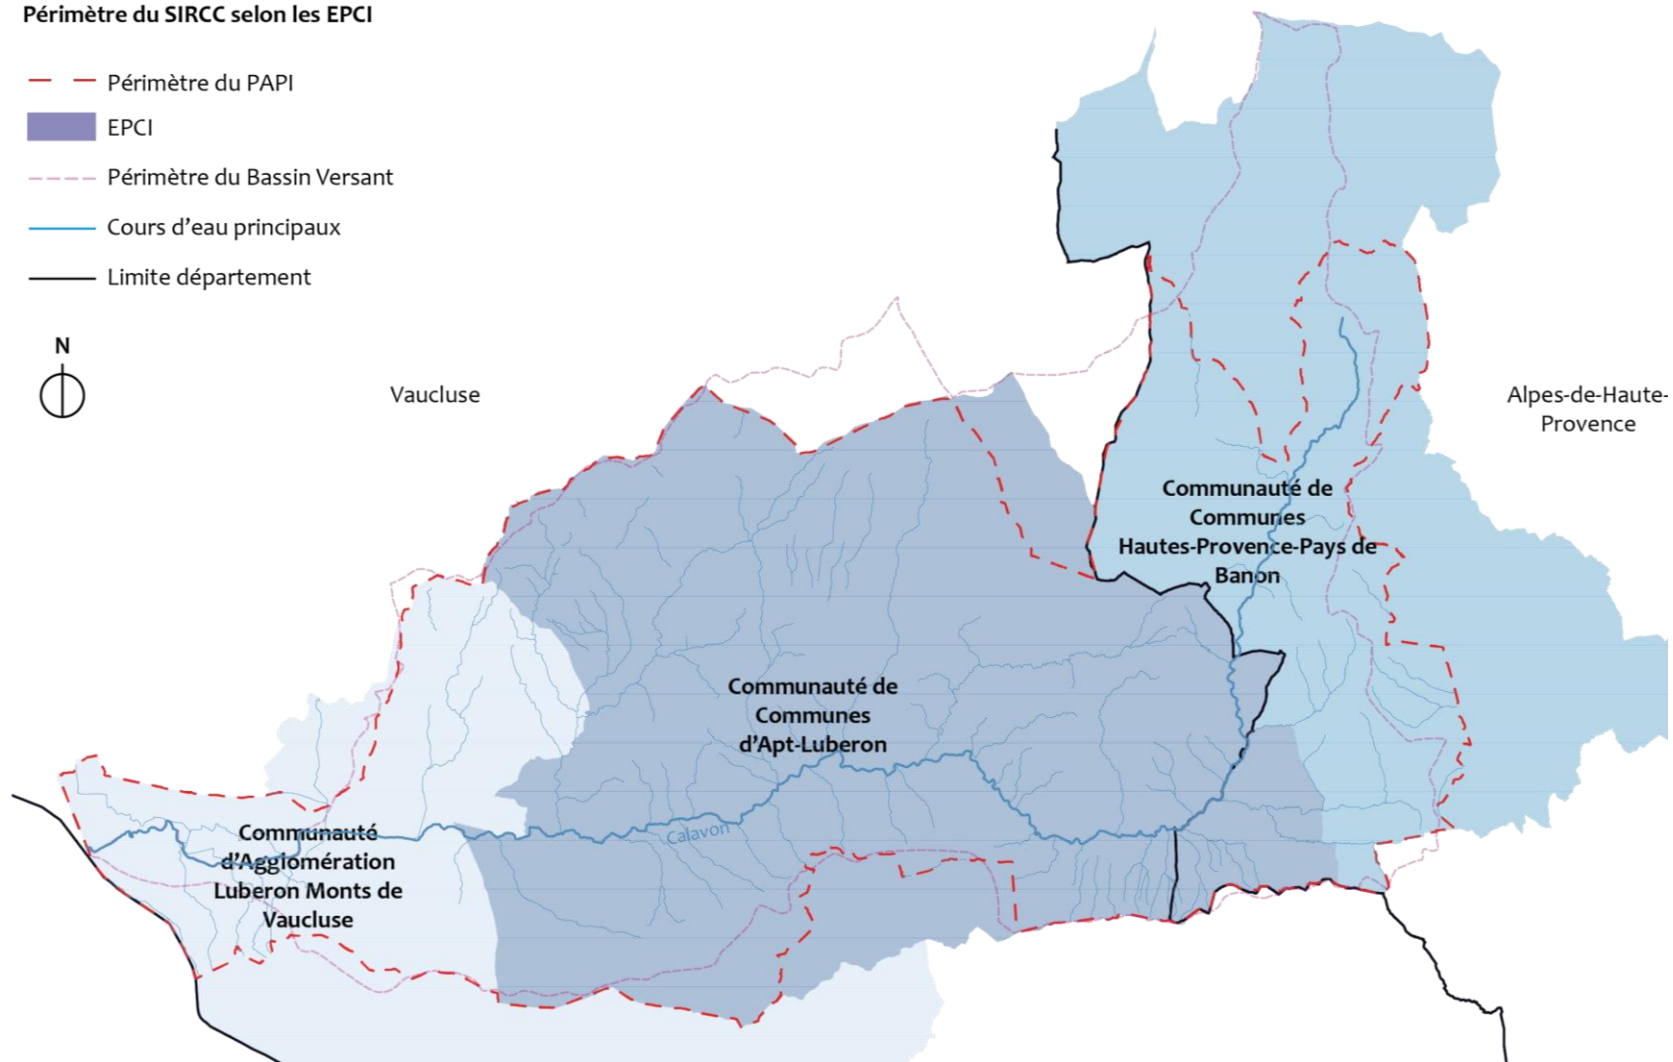 Périmètre du SIRCC selon les EPCI
Périmètre du PAPI
EPCI
Périmètre du Bassin Versant
Cours d'eau principaux
Limite département
N
Vaucluse
Alpes-de-Haute-
Provence
Communauté de
Communes
Hautes-Provence-Pays de
Banon
Communauté de
Communes
d'Apt-Luberon
Calavon
Communauté
d'Agglomération
Luberon Monts de
Vaucluse